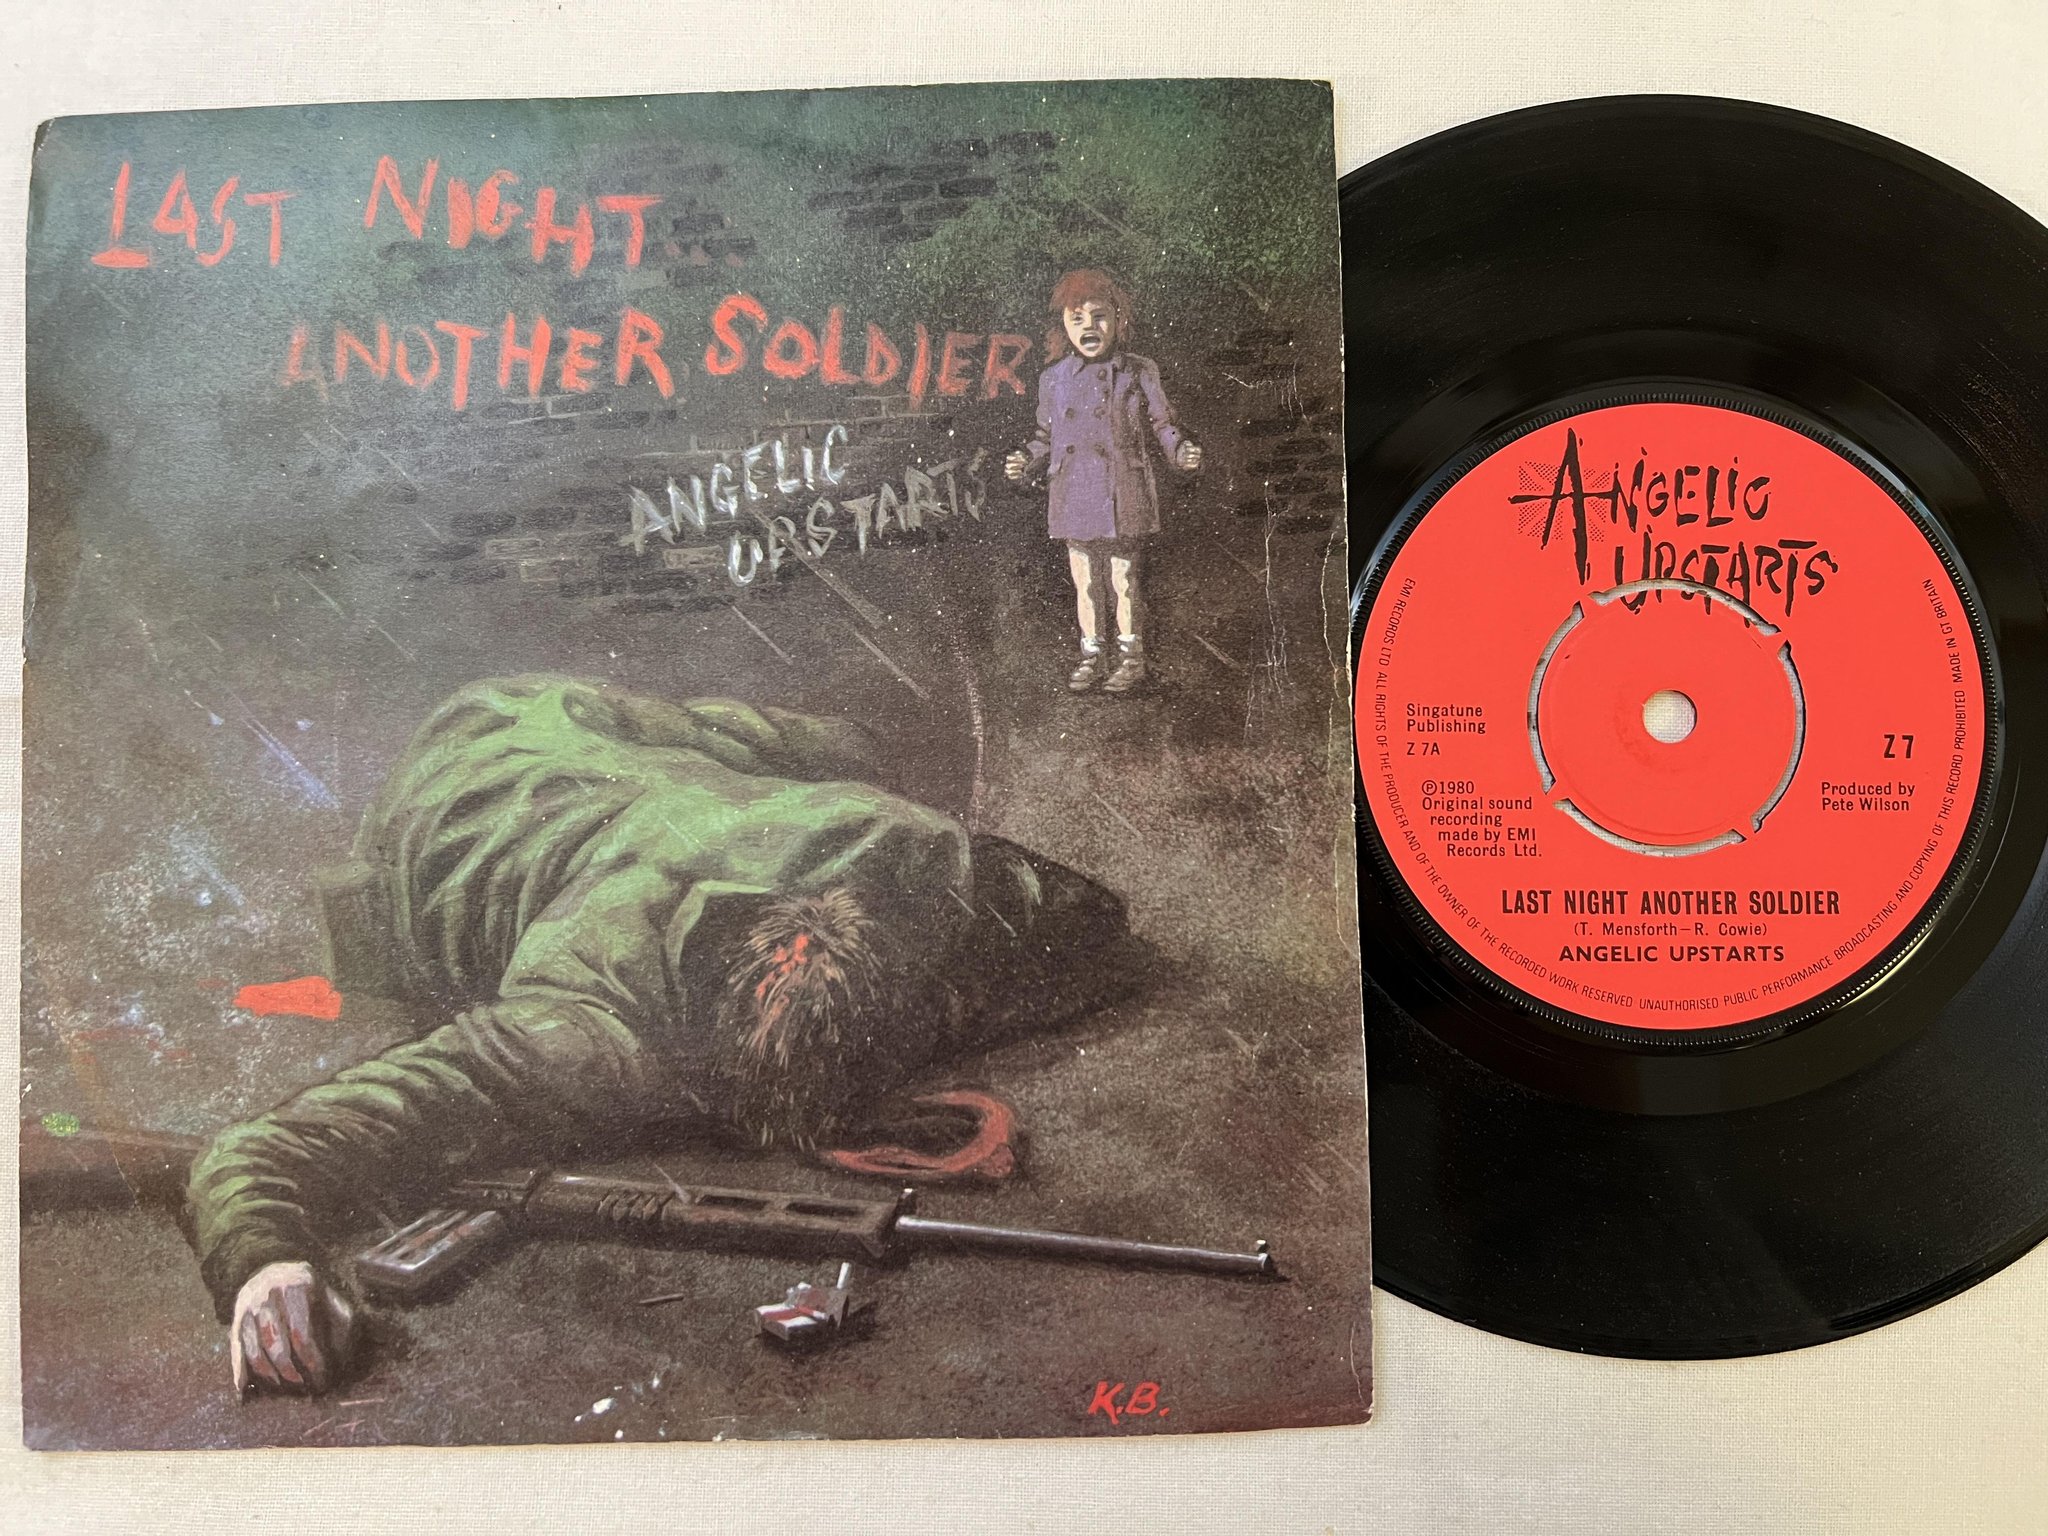 LAST NIGHT...
ANOTHER SOLDIER
ANGELIC
UPSTARTS
K.B.
ANGELIC
UPSTARTS
EMI RECORDS LTD ALL RIGHTS OF THE PRODUCER AND OF THE OWNER OF THE RECORDED WORK RESERVED UNAUTHORISED PUBLIC PERFORMANCE BROADCASTING AND COPYING OF THIS RECORD PROHIBITED MADE IN GT BRITAIN
Singatune
Publishing
Z 7A
℗1980
Original sound
recording
made by EMI
Records Ltd.
Z 7
Produced by
Pete Wilson
LAST NIGHT ANOTHER SOLDIER
(T. Mensforth–R. Cowie)
ANGELIC UPSTARTS